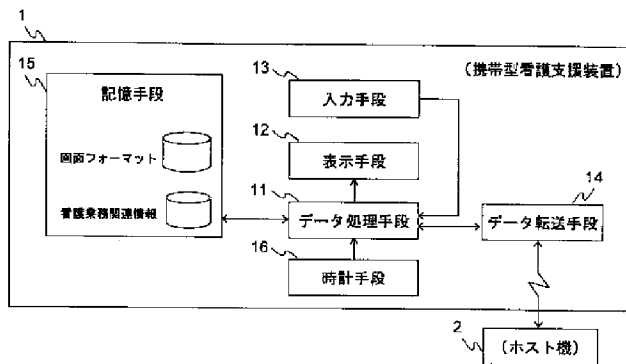 1
(携帯型看護支援装置)
15
記憶手段
画面フォーマット
看護業務関連情報
13
入力手段
12
表示手段
11
データ処理手段
14
データ転送手段
16
時計手段
2
(ホスト機)